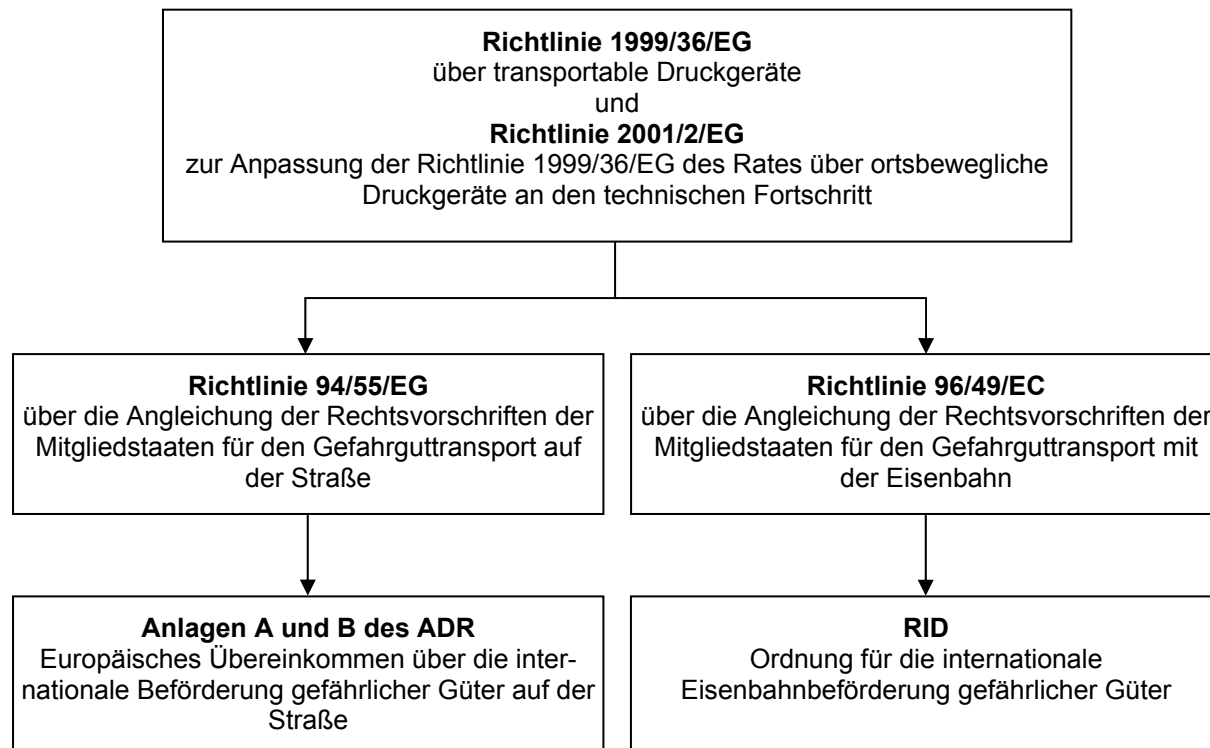 Richtlinie 1999/36/EG
über transportable Druckgeräte
und
Richtlinie 2001/2/EG
zur Anpassung der Richtlinie 1999/36/EG des Rates über ortsbewegliche
Druckgeräte an den technischen Fortschritt
Richtlinie 94/55/EG
über die Angleichung der Rechtsvorschriften der
Mitgliedstaaten für den Gefahrguttransport auf
der Straße
Richtlinie 96/49/EC
über die Angleichung der Rechtsvorschriften der
Mitgliedstaaten für den Gefahrguttransport mit
der Eisenbahn
Anlagen A und B des ADR
Europäisches Übereinkommen über die inter-
nationale Beförderung gefährlicher Güter auf der
Straße
RID
Ordnung für die internationale
Eisenbahnbeförderung gefährlicher Güter